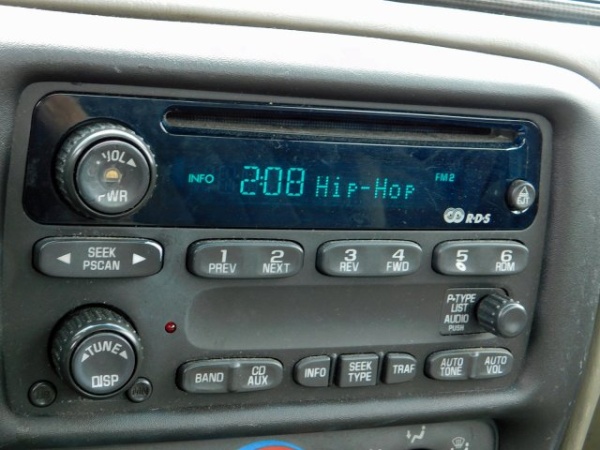 VOL
PWR
INFO 2:08 Hip-Hop FM2
R·D·S
SEEK
PSCAN
1 2
PREV NEXT
3 4
REV FWD
5 6
RDM
P-TYPE
LIST
AUDIO
PUSH
TUNE
DISP
BAND
CD
AUX
INFO
SEEK
TYPE
TRAF
AUTO
TONE
AUTO
VOL